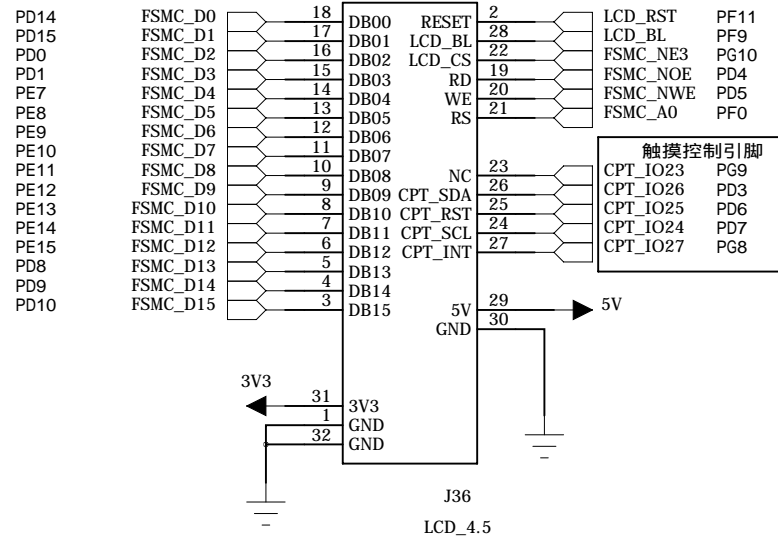 PD14 FSMC_D0 18 DB00 RESET 2 LCD_RST PF11
PD15 FSMC_D1 17 DB01 LCD_BL 28 LCD_BL PF9
PD0 FSMC_D2 16 DB02 LCD_CS 22 FSMC_NE3 PG10
PD1 FSMC_D3 15 DB03 RD 19 FSMC_NOE PD4
PE7 FSMC_D4 14 DB04 WE 20 FSMC_NWE PD5
PE8 FSMC_D5 13 DB05 RS 21 FSMC_A0 PF0
PE9 FSMC_D6 12 DB06
PE10 FSMC_D7 11 DB07 触摸控制引脚
PE11 FSMC_D8 10 DB08 NC 23 CPT_IO23 PG9
PE12 FSMC_D9 9 DB09 CPT_SDA 26 CPT_IO26 PD3
PE13 FSMC_D10 8 DB10 CPT_RST 25 CPT_IO25 PD6
PE14 FSMC_D11 7 DB11 CPT_SCL 24 CPT_IO24 PD7
PE15 FSMC_D12 6 DB12 CPT_INT 27 CPT_IO27 PG8
PD8 FSMC_D13 5 DB13
PD9 FSMC_D14 4 DB14
PD10 FSMC_D15 3 DB15 5V 29 5V
GND 30
3V3 31 3V3
1 GND
32 GND
J36
LCD_4.5